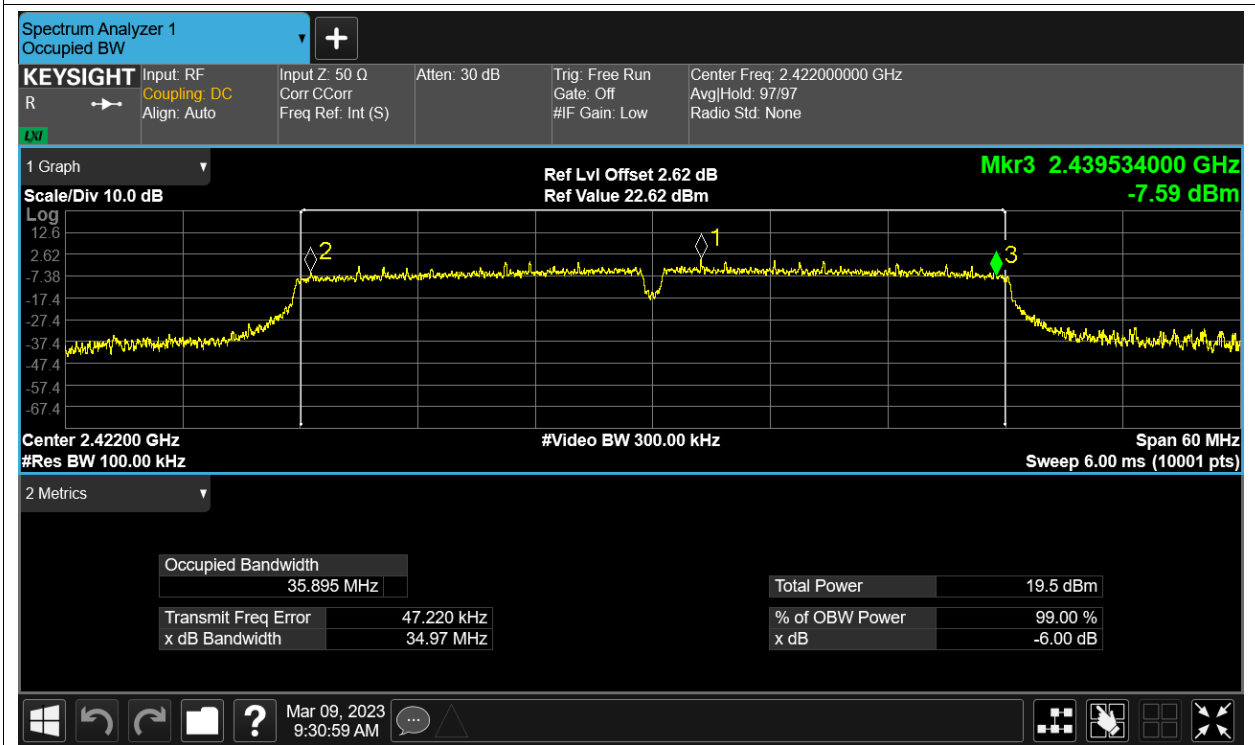 Spectrum Analyzer 1
Occupied BW
KEYSIGHT
R
LXI
Input: RF
Coupling: DC
Align: Auto
Input Z: 50 Ω
Corr CCorr
Freq Ref: Int (S)
Atten: 30 dB
Trig: Free Run
Gate: Off
#IF Gain: Low
Center Freq: 2.422000000 GHz
Avg|Hold: 97/97
Radio Std: None
1 Graph
Scale/Div 10.0 dB
Ref Lvl Offset 2.62 dB
Ref Value 22.62 dBm
Mkr3 2.439534000 GHz
-7.59 dBm
Log
12.6
2.62
-7.38
-17.4
-27.4
-37.4
-47.4
-57.4
-67.4
2
1
3
Center 2.42200 GHz
#Video BW 300.00 kHz
Span 60 MHz
#Res BW 100.00 kHz
Sweep 6.00 ms (10001 pts)
2 Metrics
Occupied Bandwidth
35.895 MHz
Total Power 19.5 dBm
Transmit Freq Error 47.220 kHz
% of OBW Power 99.00 %
x dB Bandwidth 34.97 MHz
x dB -6.00 dB
?
Mar 09, 2023
9:30:59 AM